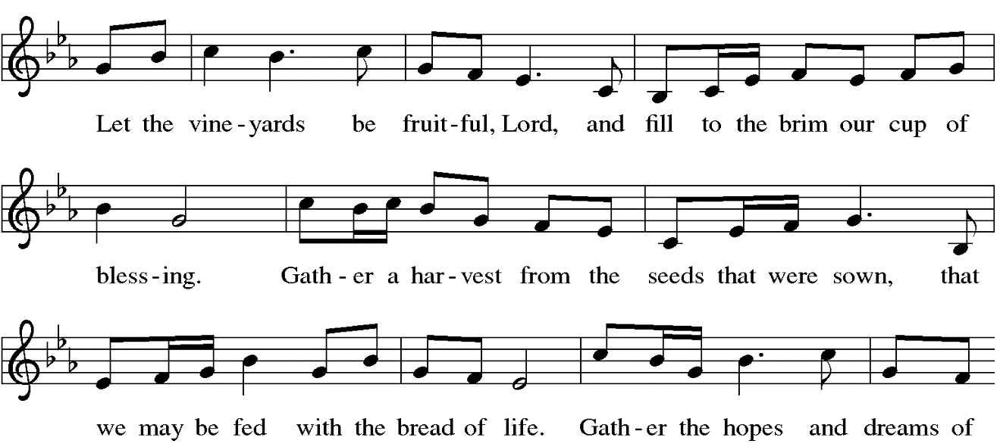 Let the vine - yards be fruit - ful, Lord, and fill to the brim our cup of
bless - ing. Gath - er a har - vest from the seeds that were sown, that
we may be fed with the bread of life. Gath - er the hopes and dreams of